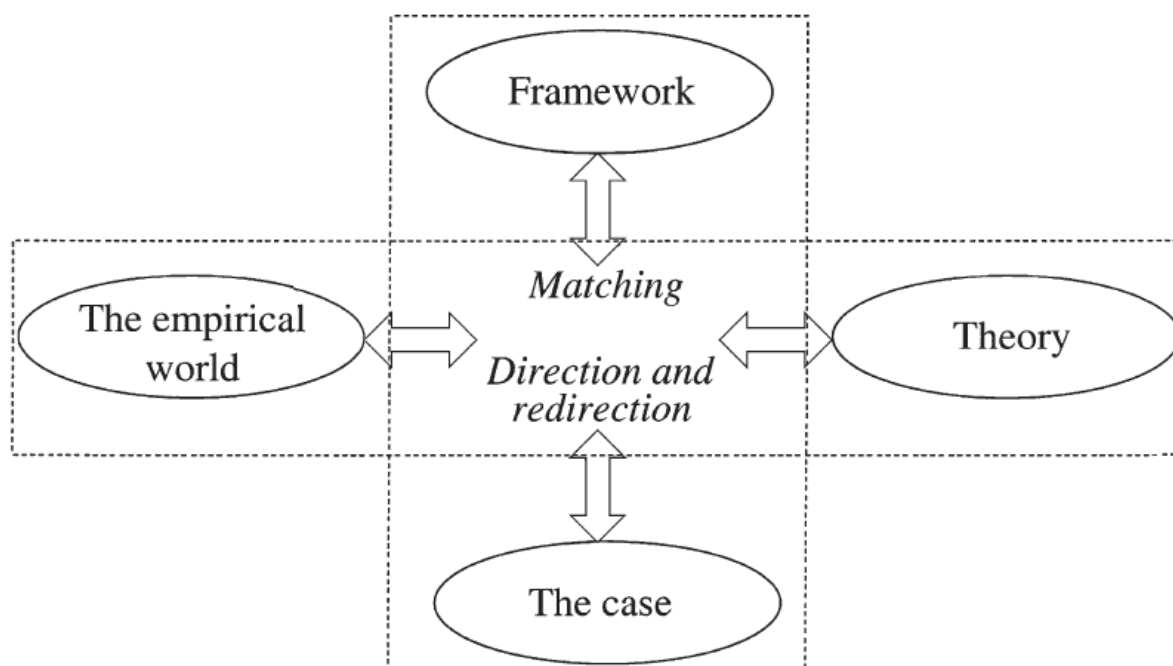 Framework
Matching
The empirical
world
Theory
Direction and
redirection
The case